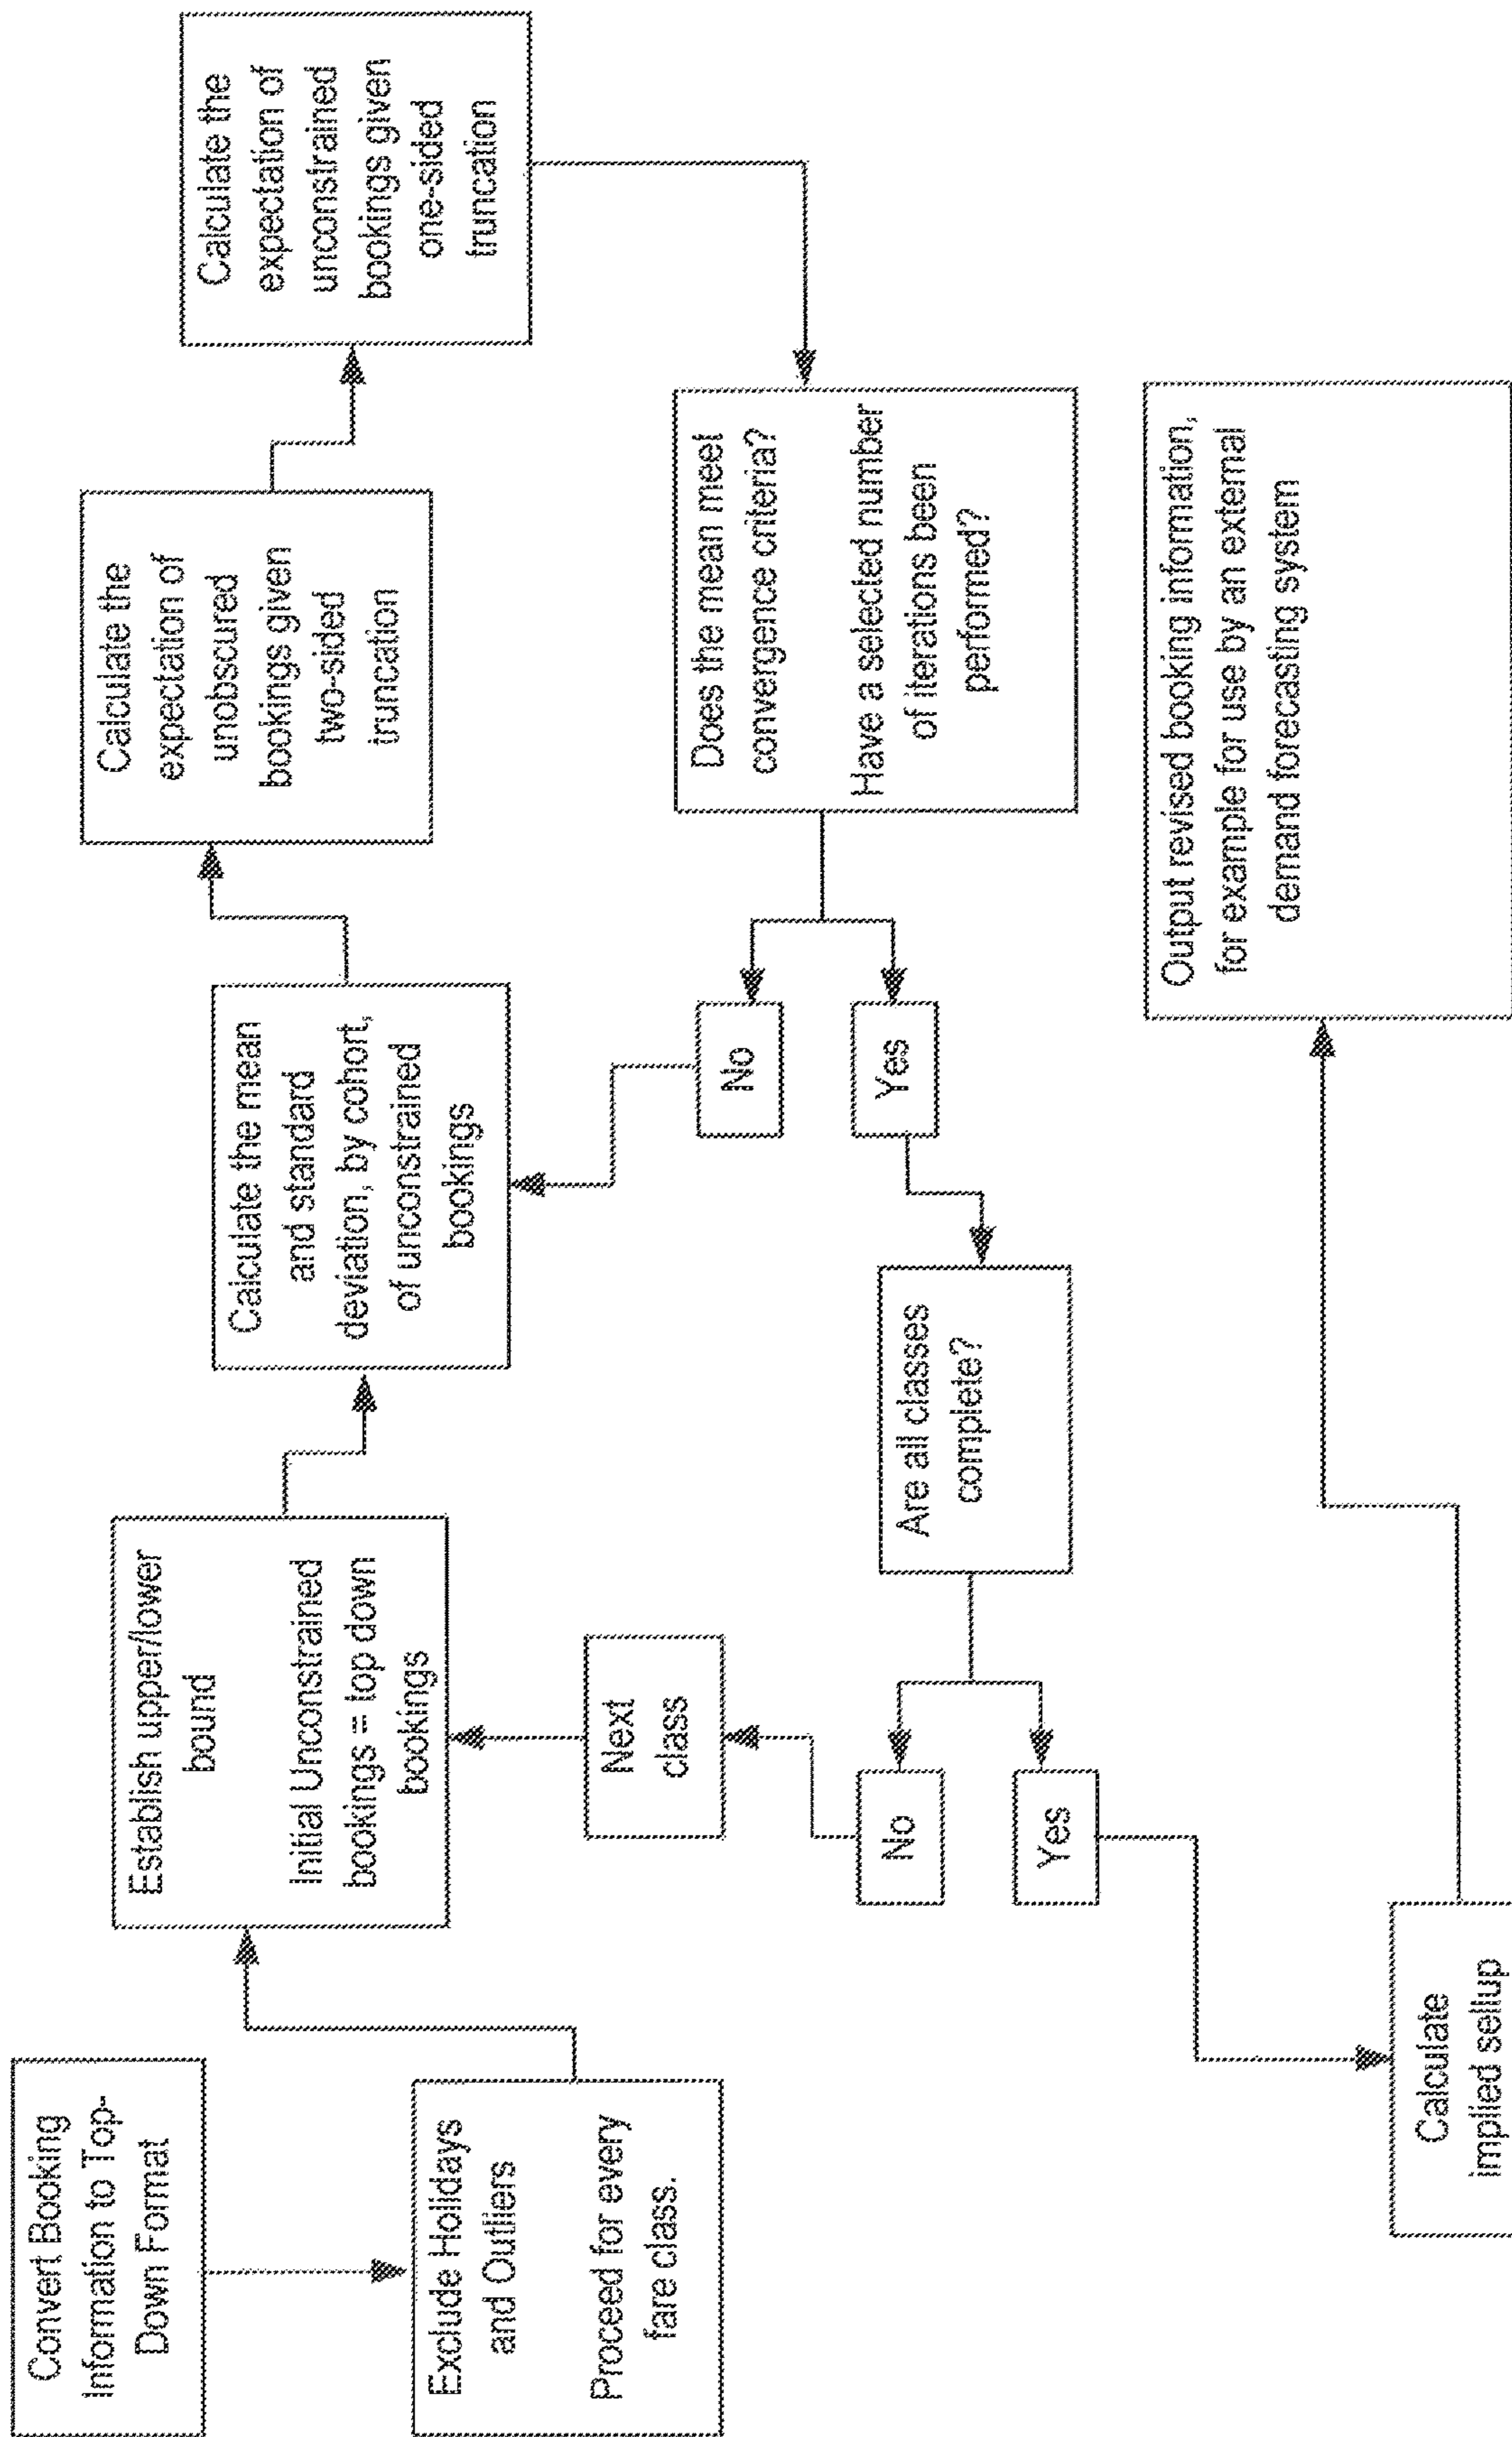 Convert Booking
Information to Top-
Down Format
Exclude Holidays
and Outliers
Proceed for every
fare class.
Establish upper/lower
bound
Initial Unconstrained
bookings = top down
bookings
Calculate the mean
and standard
deviation, by cohort,
of unconstrained
bookings
Calculate the
expectation of
unobscured
bookings given
two-sided
truncation
Calculate the
expectation of
unconstrained
bookings given
one-sided
truncation
Does the mean meet
convergence criteria?
Have a selected number
of iterations been
performed?
No
Yes
Are all classes
complete?
No
Yes
Next
class
Calculate
implied sellup
Output revised booking information,
for example for use by an external
demand forecasting system